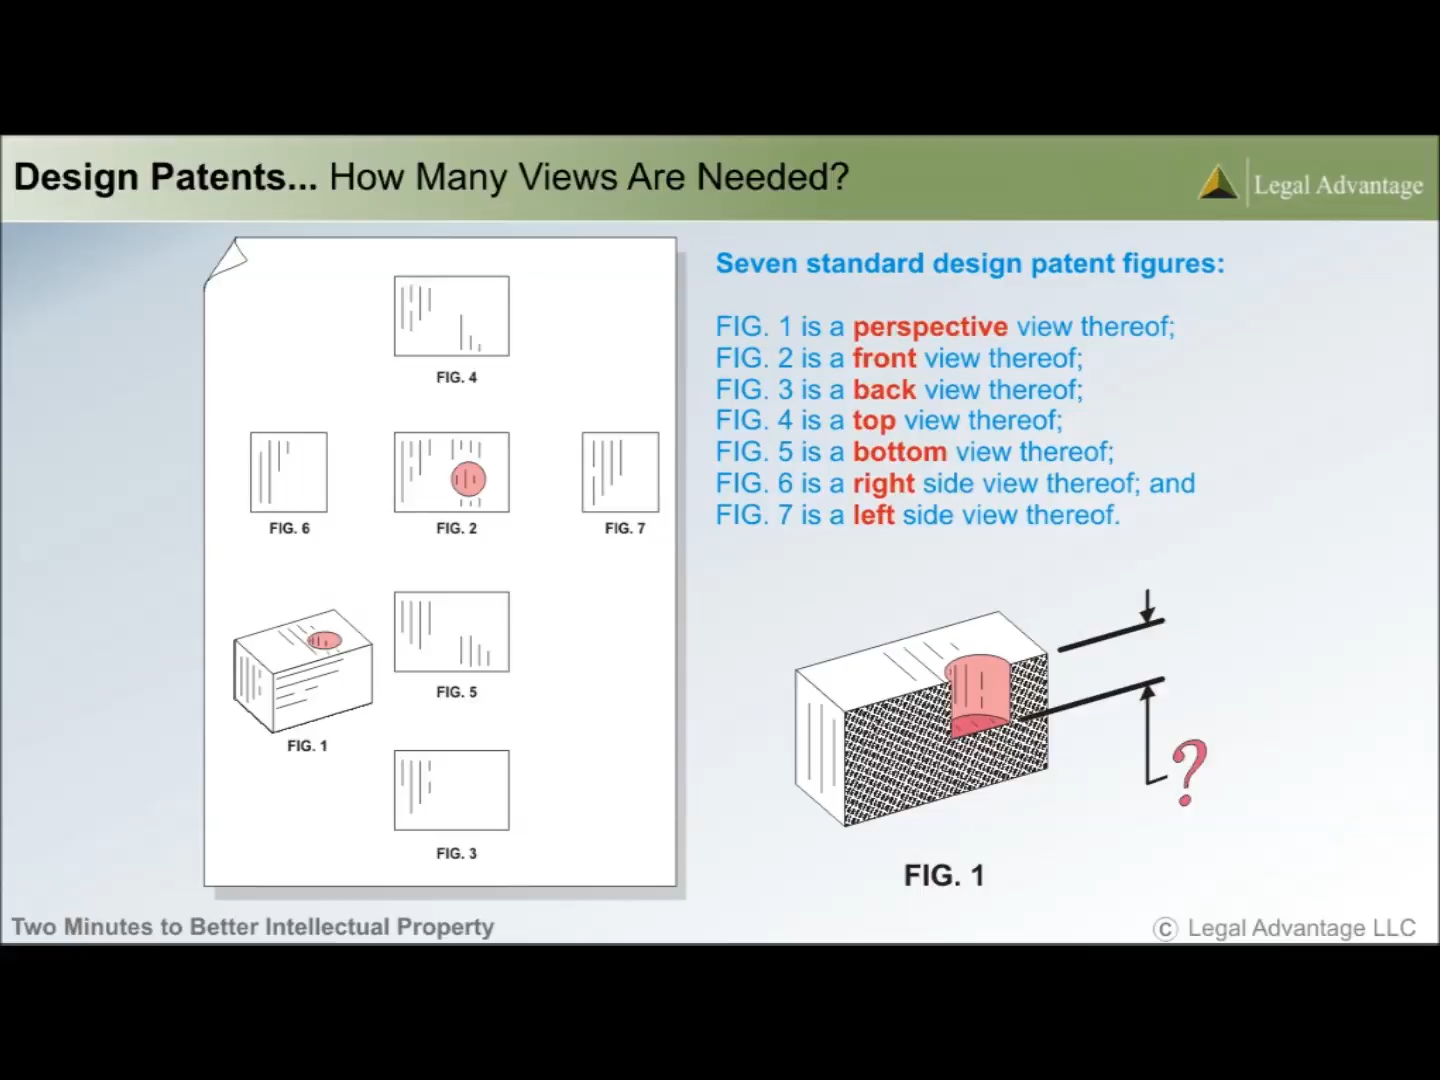 Design Patents... How Many Views Are Needed?
Legal Advantage
FIG. 4
FIG. 6
FIG. 2
FIG. 7
FIG. 5
FIG. 1
FIG. 3
Seven standard design patent figures:
FIG. 1 is a perspective view thereof;
FIG. 2 is a front view thereof;
FIG. 3 is a back view thereof;
FIG. 4 is a top view thereof;
FIG. 5 is a bottom view thereof;
FIG. 6 is a right side view thereof; and
FIG. 7 is a left side view thereof.
?
FIG. 1
Two Minutes to Better Intellectual Property
© Legal Advantage LLC